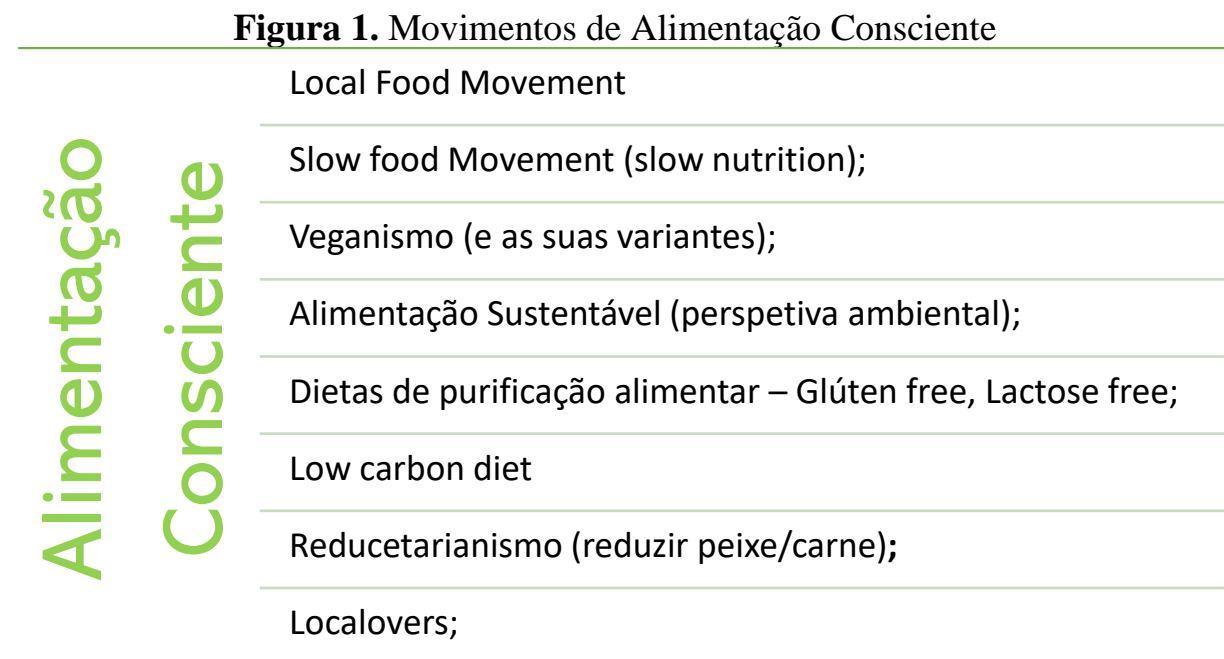 Figura 1. Movimentos de Alimentação Consciente
Alimentação
Consciente
Local Food Movement
Slow food Movement (slow nutrition);
Veganismo (e as suas variantes);
Alimentação Sustentável (perspetiva ambiental);
Dietas de purificação alimentar – Glúten free, Lactose free;
Low carbon diet
Reducetarianismo (reduzir peixe/carne);
Localovers;